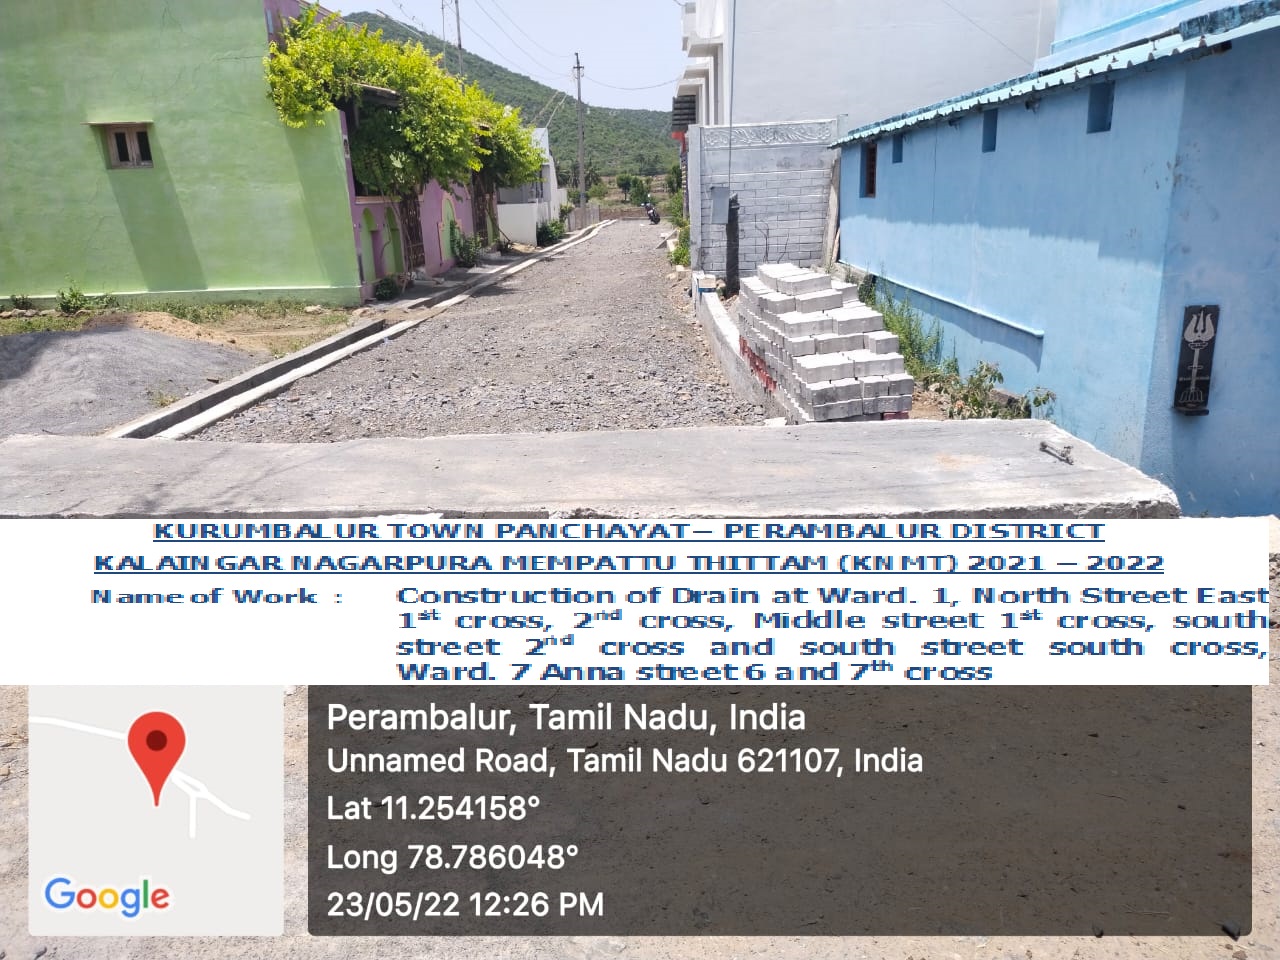 KURUMBALUR TOWN PANCHAYAT– PERAMBALUR DISTRICT
KALAINGAR NAGARPURA MEMPATTU THITTAM (KNMT) 2021 – 2022
Name of Work : Construction of Drain at Ward. 1, North Street East
1st cross, 2nd cross, Middle street 1st cross, south
street 2nd cross and south street south cross,
Ward. 7 Anna street 6 and 7th cross
Perambalur, Tamil Nadu, India
Unnamed Road, Tamil Nadu 621107, India
Lat 11.254158°
Long 78.786048°
23/05/22 12:26 PM
Google